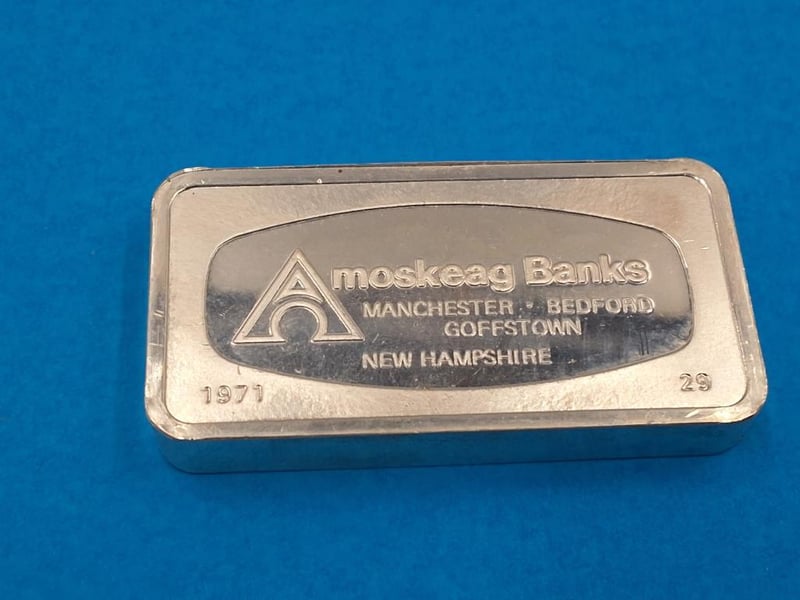 Amoskeag Banks
MANCHESTER • BEDFORD
GOFFSTOWN
NEW HAMPSHIRE
1971 29